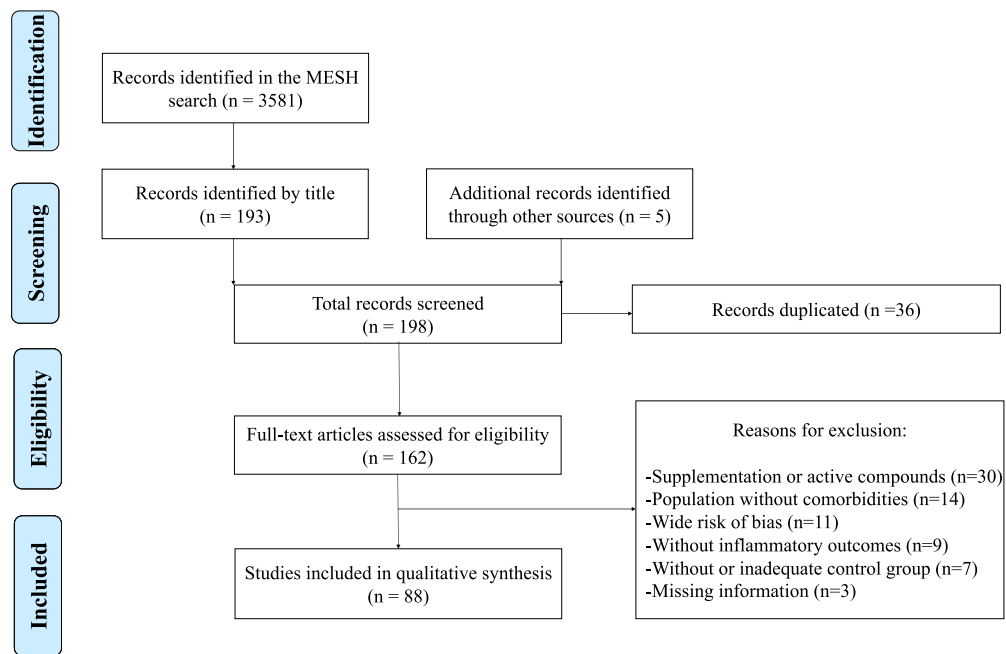 Identification
Records identified in the MESH
search (n = 3581)
Screening
Records identified by title
(n = 193)
Additional records identified
through other sources (n = 5)
Total records screened
(n = 198)
Records duplicated (n =36)
Eligibility
Full-text articles assessed for eligibility
(n = 162)
Reasons for exclusion:
-Supplementation or active compounds (n=30)
-Population without comorbidities (n=14)
-Wide risk of bias (n=11)
-Without inflammatory outcomes (n=9)
-Without or inadequate control group (n=7)
-Missing information (n=3)
Included
Studies included in qualitative synthesis
(n = 88)